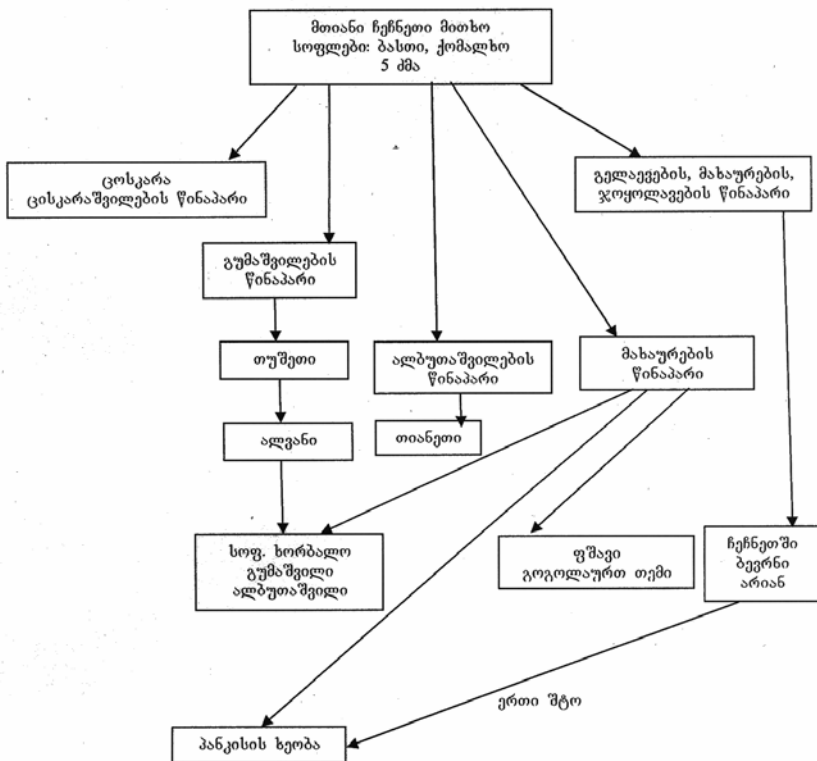 მთიანი ჩეჩნეთი მითხო
სოფლები: ბასთი, ქომალხო
5 ძმა
ცოსკარა
ცისკარაშვილების წინაპარი
გელაევების, მახაურების,
ჯოყოლავების წინაპარი
გუმაშვილების
წინაპარი
თუშეთი
ალბუთაშვილების
წინაპარი
მახაურების
წინაპარი
ალვანი
თიანეთი
სოფ. ხორბალო
გუმაშვილი
ალბუთაშვილი
ფშავი
გოგოლაურთ თემი
ჩეჩნეთში
ბევრნი
არიან
ერთი შტო
პანკისის ხეობა